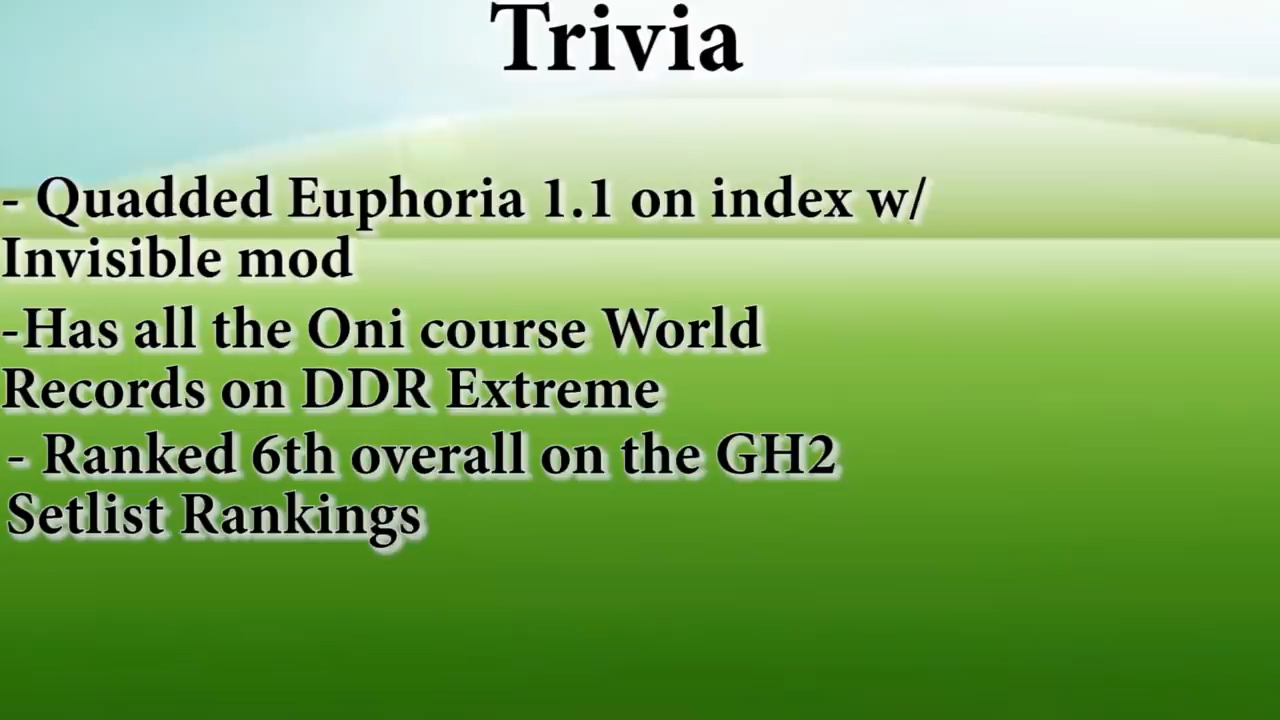 Trivia
- Quadded Euphoria 1.1 on index w/
Invisible mod
-Has all the Oni course World
Records on DDR Extreme
- Ranked 6th overall on the GH2
Setlist Rankings